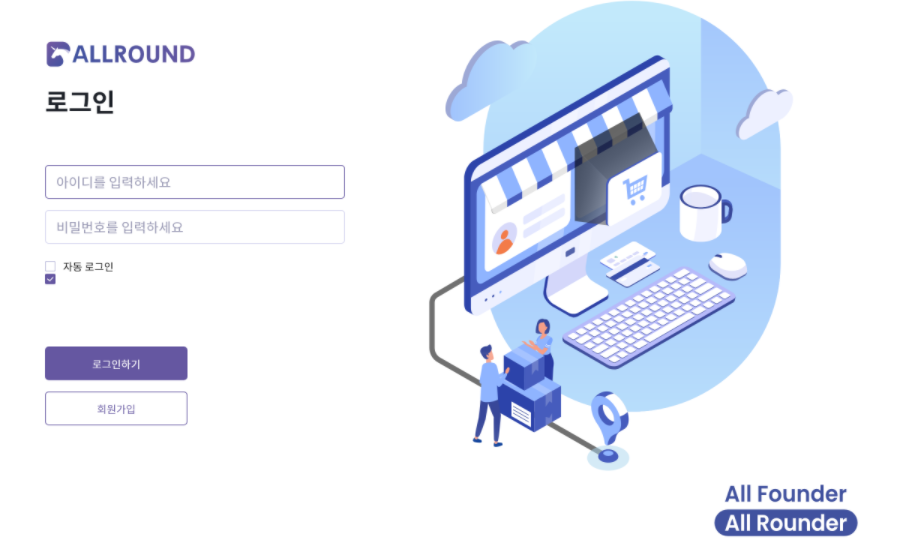 ALLROUND
로그인
아이디를 입력하세요
비밀번호를 입력하세요
자동 로그인
로그인하기
회원가입
All Founder
All Rounder